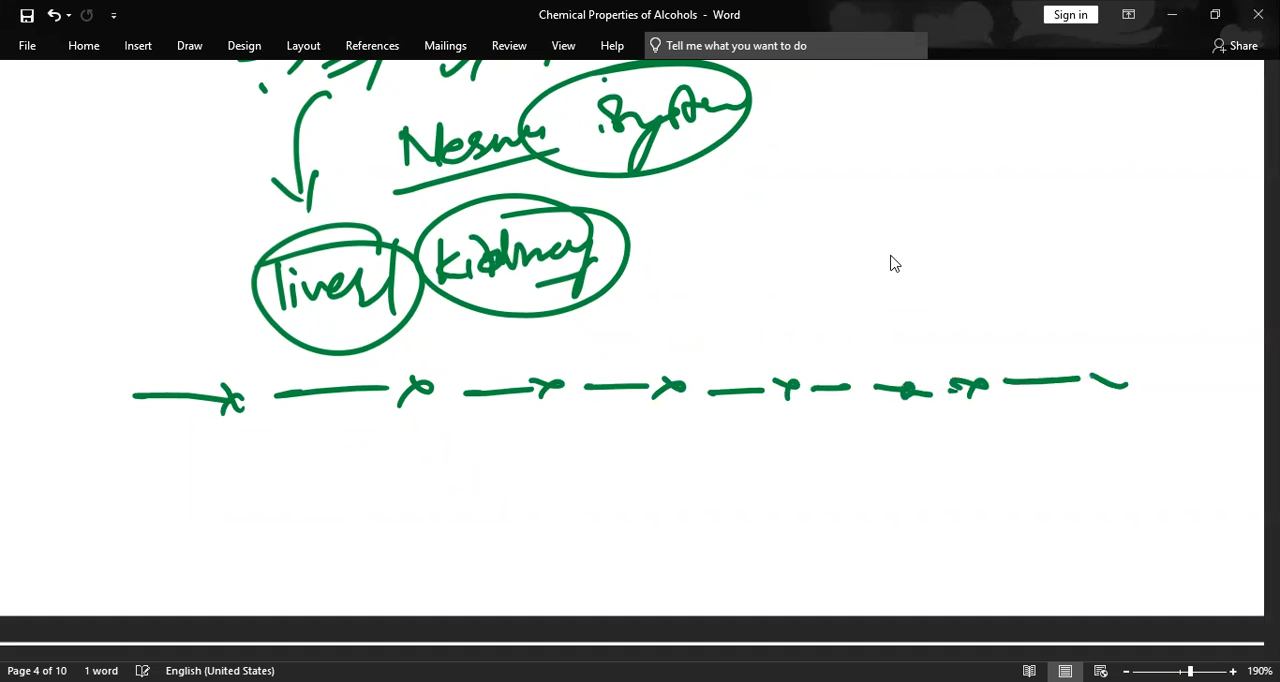 Chemical Properties of Alcohols - Word
Sign in
File Home Insert Draw Design Layout References Mailings Review View Help Tell me what you want to do Share
system
kidney
Page 4 of 10 1 word English (United States) 190%